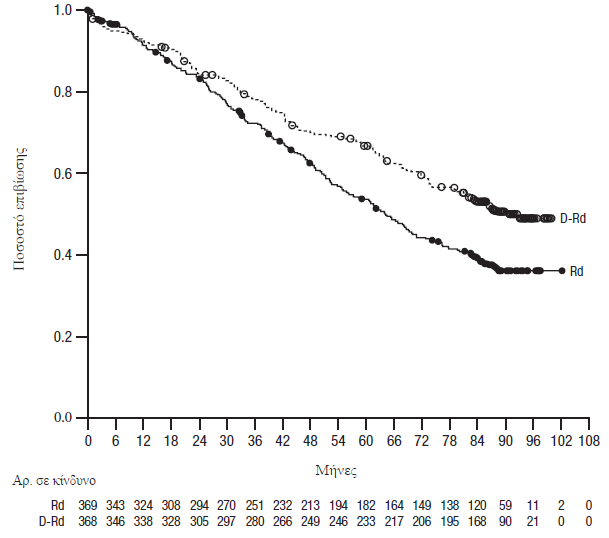 Ποσοστό επιβίωσης
1.0
0.8
0.6
0.4
0.2
0.0
D-Rd
Rd
0 6 12 18 24 30 36 42 48 54 60 66 72 78 84 90 96 102 108
Μήνες
Αρ. σε κίνδυνο
Rd 369 343 324 308 294 270 251 232 213 194 182 164 149 138 120 59 11 2 0
D-Rd 368 346 338 328 305 297 280 266 249 246 233 217 206 195 168 90 21 0 0